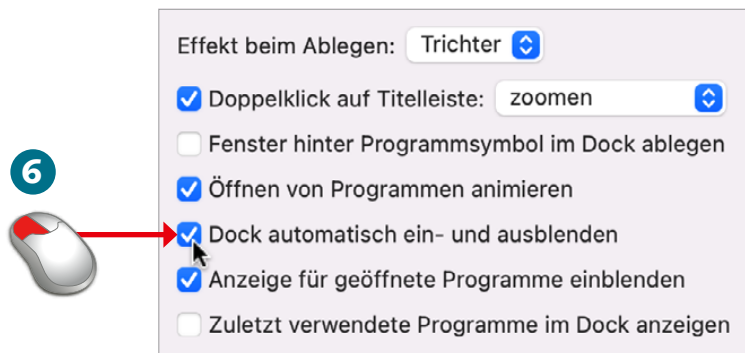 Effekt beim Ablegen: Trichter
Doppelklick auf Titelleiste: zoomen
Fenster hinter Programmsymbol im Dock ablegen
6
Öffnen von Programmen animieren
Dock automatisch ein- und ausblenden
Anzeige für geöffnete Programme einblenden
Zuletzt verwendete Programme im Dock anzeigen